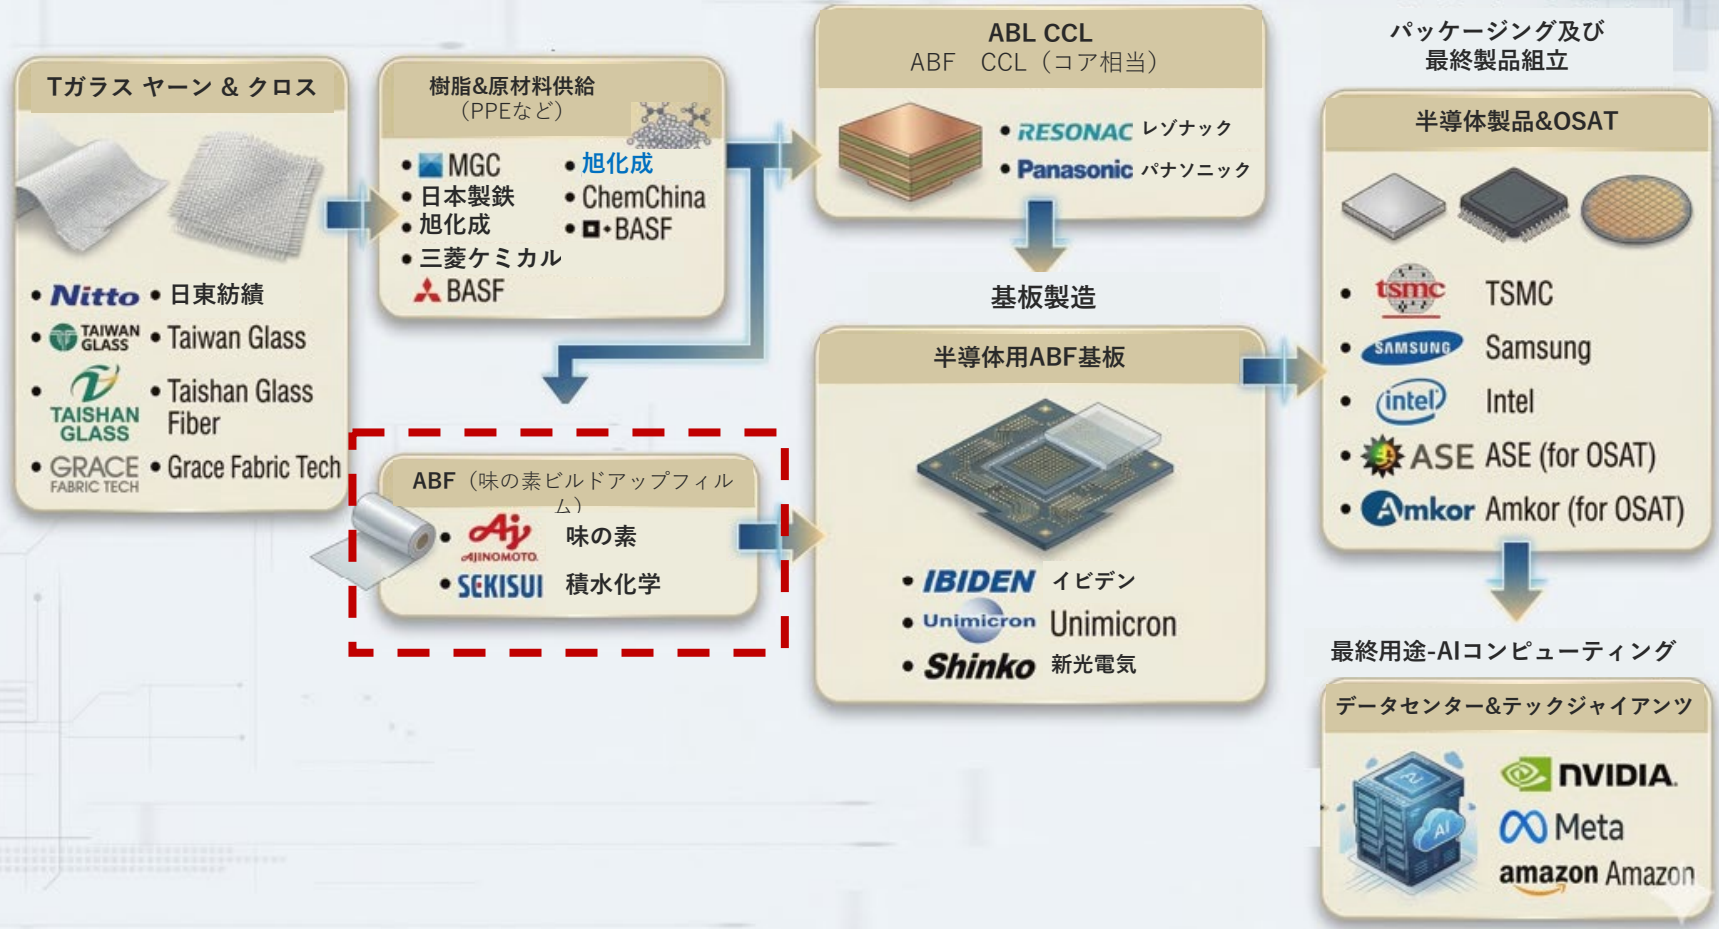 Tガラス ヤーン & クロス
Nitto
日東紡績
TAIWAN GLASS
Taiwan Glass
TAISHAN GLASS
Taishan Glass Fiber
GRACE FABRIC TECH
Grace Fabric Tech
樹脂&原材料供給
（PPEなど）
MGC
日本製鉄
旭化成
三菱ケミカル
BASF
旭化成
ChemChina
BASF
ABF（味の素ビルドアップフィル
ム）
AJINOMOTO
味の素
SEKISUI
積水化学
ABL CCL
ABF　CCL（コア相当）
RESONAC レゾナック
Panasonic パナソニック
基板製造
半導体用ABF基板
IBIDEN イビデン
Unimicron Unimicron
Shinko 新光電気
パッケージング及び
最終製品組立
半導体製品&OSAT
tsmc TSMC
SAMSUNG Samsung
intel Intel
ASE ASE (for OSAT)
Amkor Amkor (for OSAT)
最終用途-AIコンピューティング
データセンター&テックジャイアンツ
AI
AI
NVIDIA.
Meta
amazon Amazon